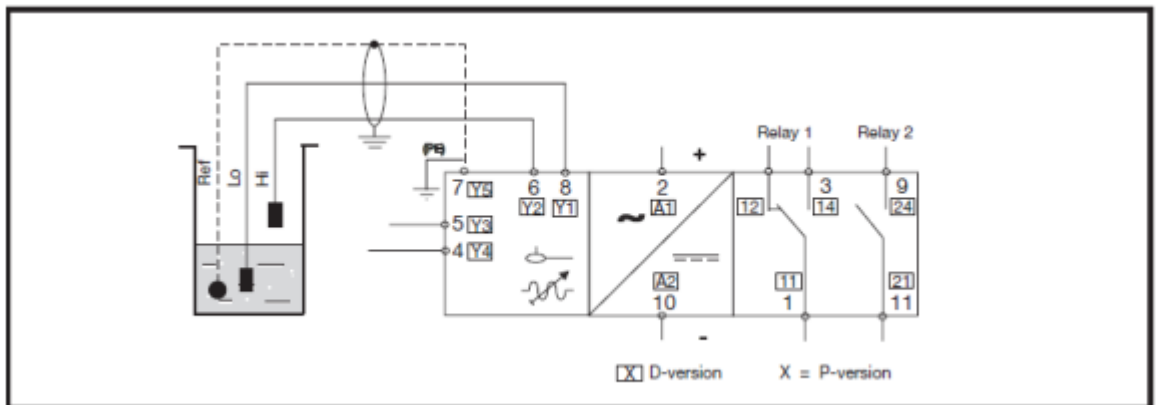 Relay 1 Relay 2
Ref
Lo
Hi
(PE)
+
7 Y5
6
Y2
8
Y1
2
A1
~
12
3
14
9
24
5 Y3
4 Y4
A2
10
11
1
21
11
-
X D-version X = P-version